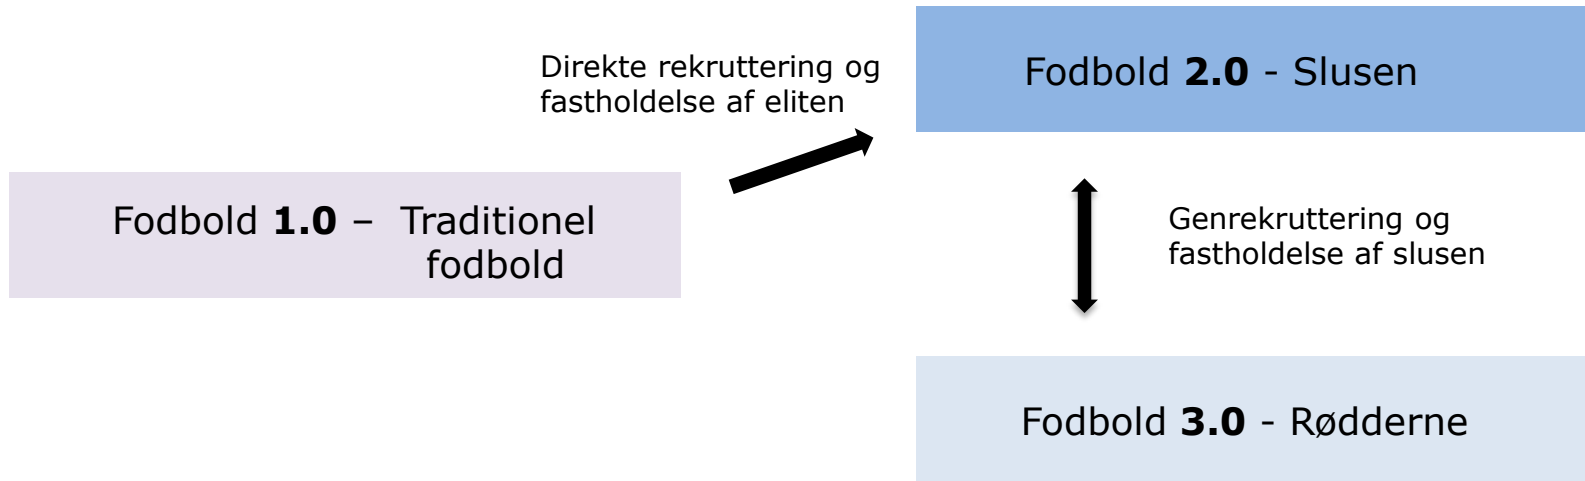 Direkte rekruttering og
fastholdelse af eliten
Fodbold 2.0 - Slusen
Fodbold 1.0 – Traditionel
fodbold
Genrekruttering og
fastholdelse af slusen
Fodbold 3.0 - Rødderne